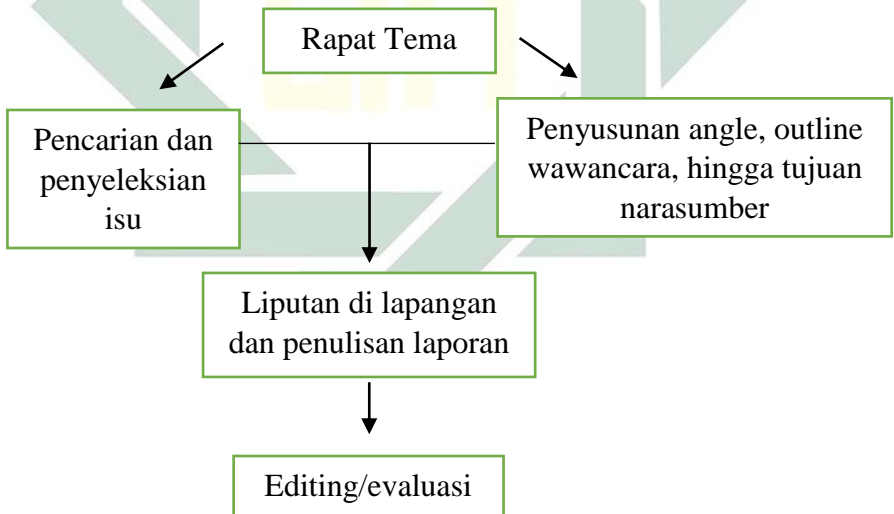 Rapat Tema
Pencarian dan
penyeleksian
isu
Penyusunan angle, outline
wawancara, hingga tujuan
narasumber
Liputan di lapangan
dan penulisan laporan
Editing/evaluasi